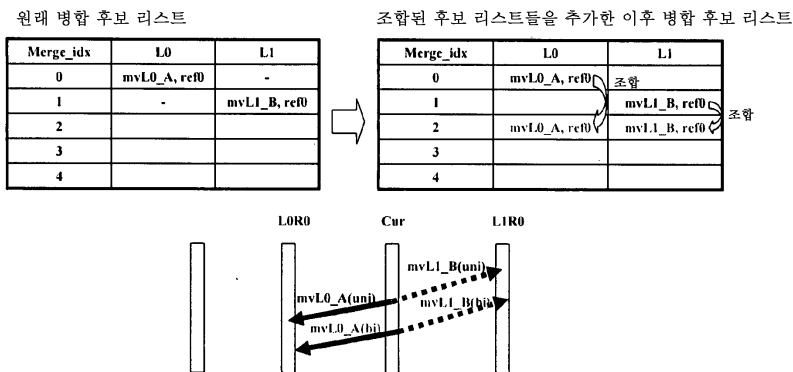 원래 병합 후보 리스트
조합된 후보 리스트들을 추가한 이후 병합 후보 리스트
Merge_idx L0 L1
0 mvL0_A, ref0 -
1 - mvL1_B, ref0
2
3
4
Merge_idx L0 L1
0 mvL0_A, ref0 조합
1 mvL1_B, ref0 조합
2 mvL0_A, ref0 mvL1_B, ref0
3
4
L0R0 Cur L1R0
mvL1_B(uni)
mvL0_A(uni) mvL1_B(bi)
mvL0_A(bi)